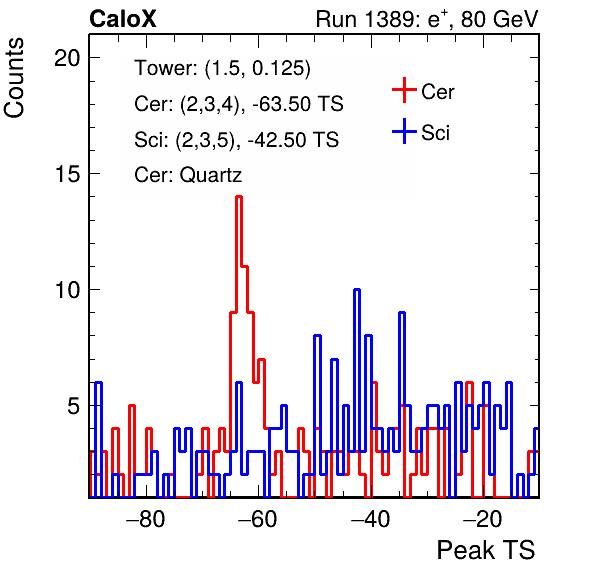 CaloX Run 1389: e⁺, 80 GeV
Counts
20
15
10
5
Tower: (1.5, 0.125)
Cer: (2,3,4), -63.50 TS
Sci: (2,3,5), -42.50 TS
Cer: Quartz
Cer
Sci
−80 −60 −40 −20
Peak TS